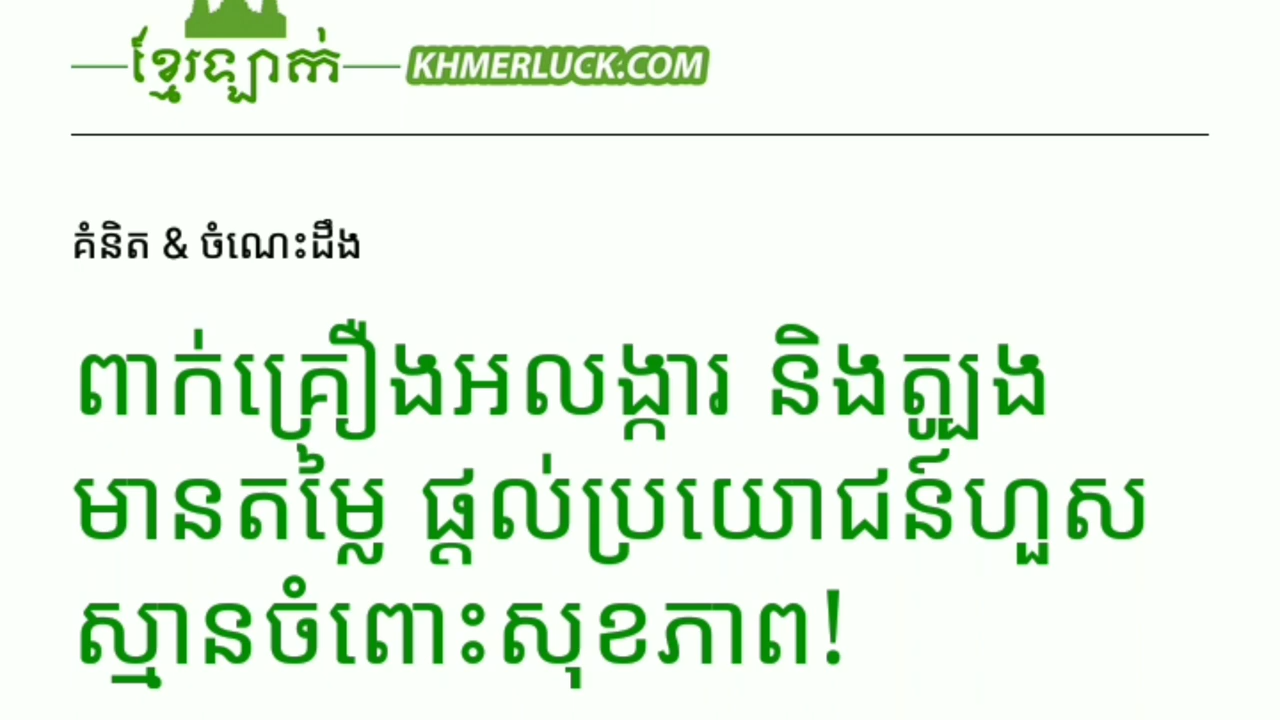 ខ្មែរឡាក់ KHMERLUCK.COM
គំនិត & ចំណេះដឹង
ពាក់គ្រឿងអលង្ការ និងត្បូង
មានតម្លៃ ផ្ដល់ប្រយោជន៍ហួស
ស្មានចំពោះសុខភាព!